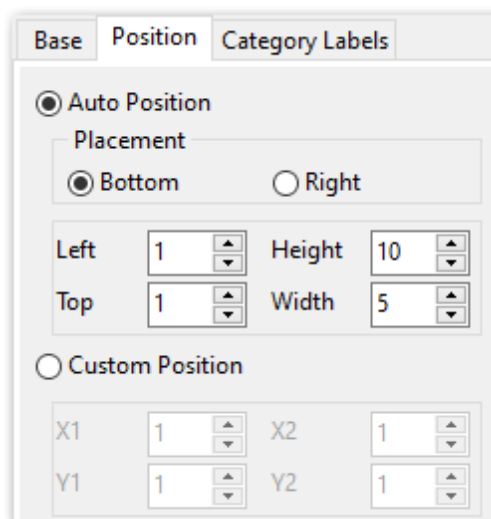 Base Position Category Labels
Auto Position
Placement
Bottom Right
Left 1 Height 10
Top 1 Width 5
Custom Position
X1 1 X2 1
Y1 1 Y2 1